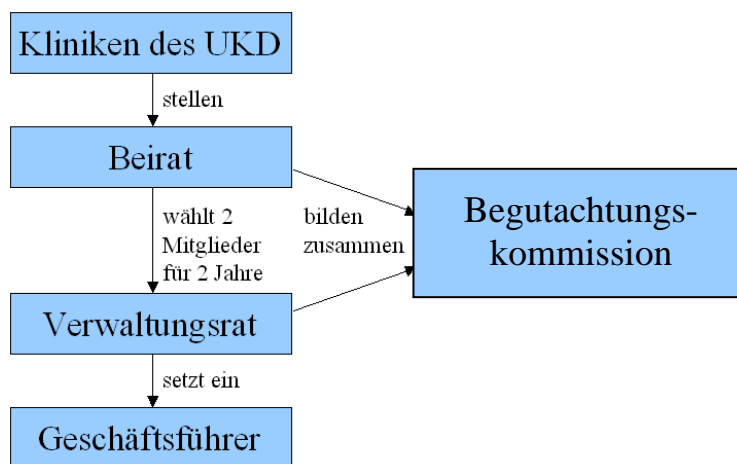 Kliniken des UKD
stellen
Beirat
wählt 2
Mitglieder
für 2 Jahre
bilden
zusammen
Begutachtungs-
kommission
Verwaltungsrat
setzt ein
Geschäftsführer